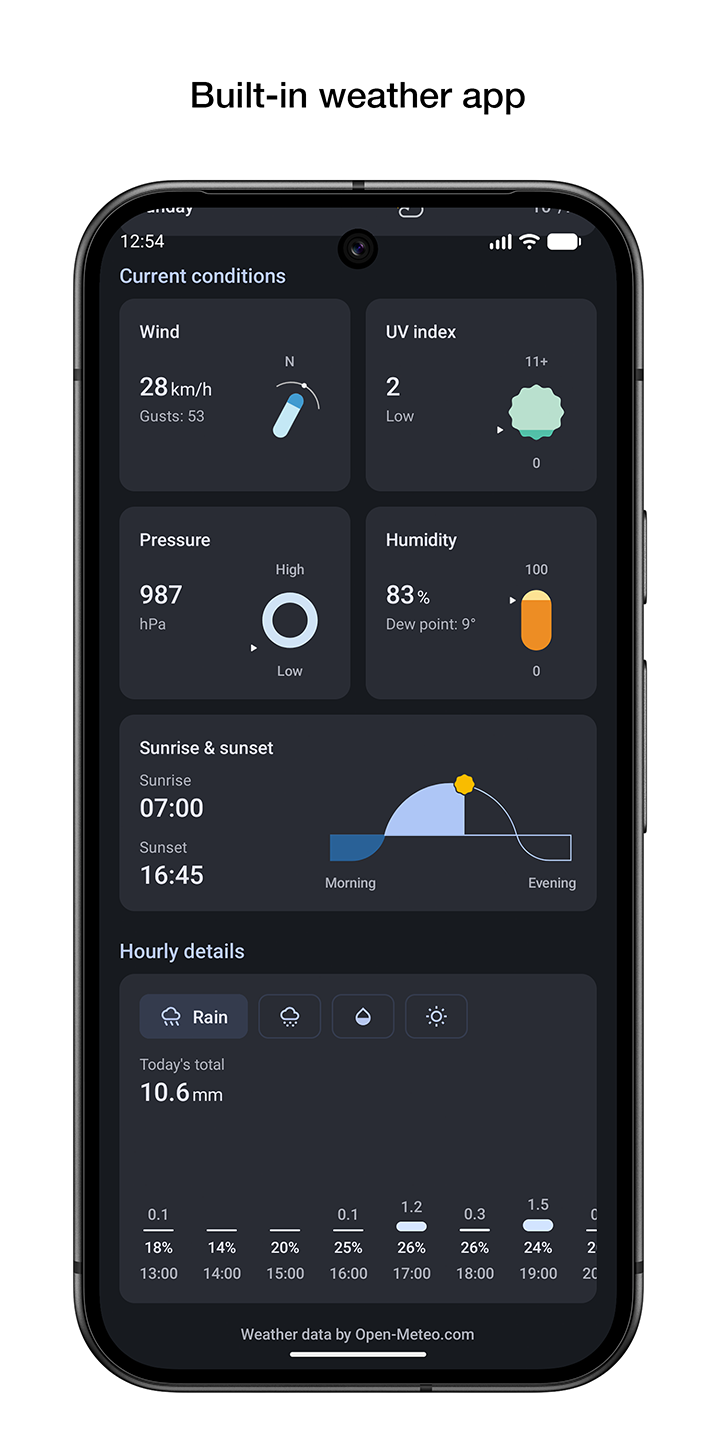 Built-in weather app
12:54
Current conditions
Wind
N
28 km/h
Gusts: 53
UV index
11+
2
Low
0
Pressure
High
987
hPa
Low
Humidity
100
83 %
Dew point: 9°
0
Sunrise & sunset
Sunrise
07:00
Sunset
16:45
Morning Evening
Hourly details
Rain
Today's total
10.6 mm
0.1 0.1 1.2 0.3 1.5
18% 14% 20% 25% 26% 26% 24%
13:00 14:00 15:00 16:00 17:00 18:00 19:00
Weather data by Open-Meteo.com